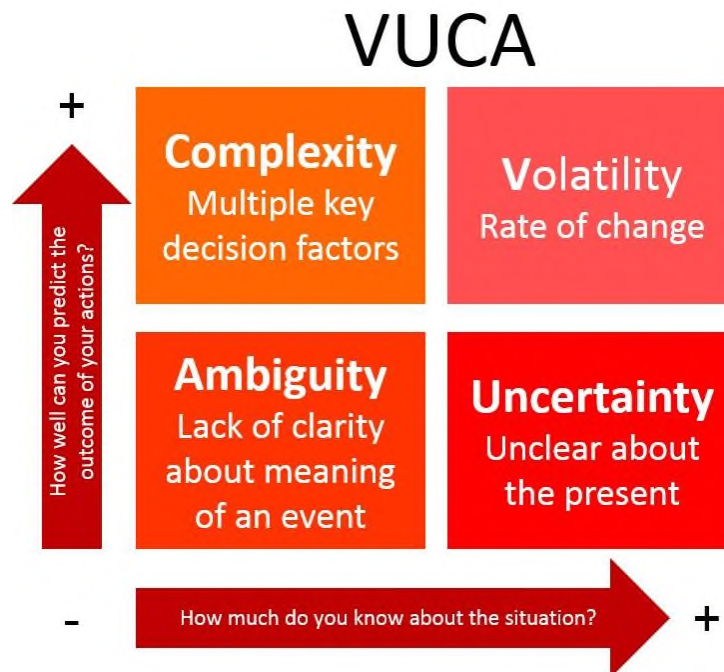 VUCA
+
Complexity
Multiple key
decision factors
Volatility
Rate of change
How well can you predict the
outcome of your actions?
Ambiguity
Lack of clarity
about meaning
of an event
Uncertainty
Unclear about
the present
-
How much do you know about the situation?
+